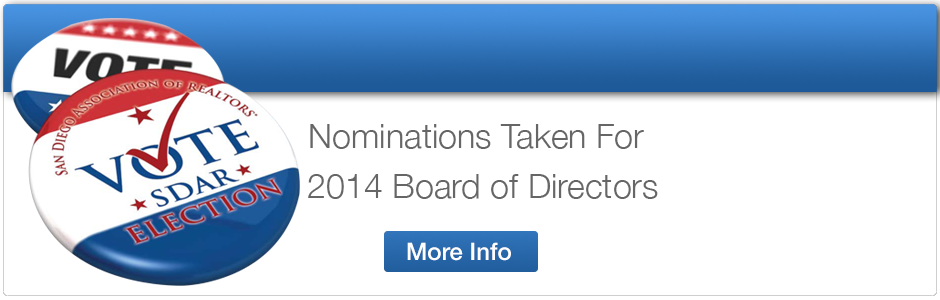 VOTE
SAN DIEGO ASSOCIATION OF REALTORS®
VOTE
SDAR
ELECTION
Nominations Taken For
2014 Board of Directors
More Info